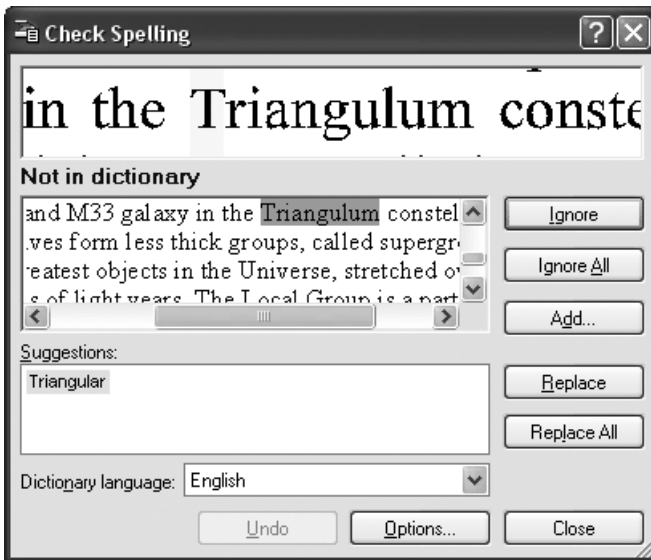 Check Spelling
in the Triangulum conste
Not in dictionary
and M33 galaxy in the Triangulum constel
ves form less thick groups, called supergr
eatest objects in the Universe, stretched o
s of light years. The Local Group is a part
Ignore
Ignore All
Add...
Suggestions:
Triangular
Replace
Replace All
Dictionary language: English
Undo Options... Close